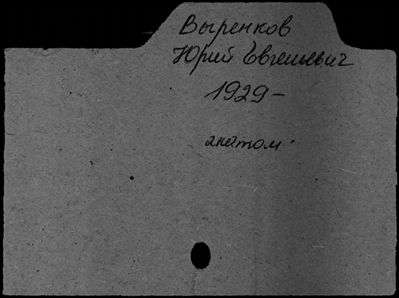 Выренков
Юрий Евгеньевич
1929-
анатом